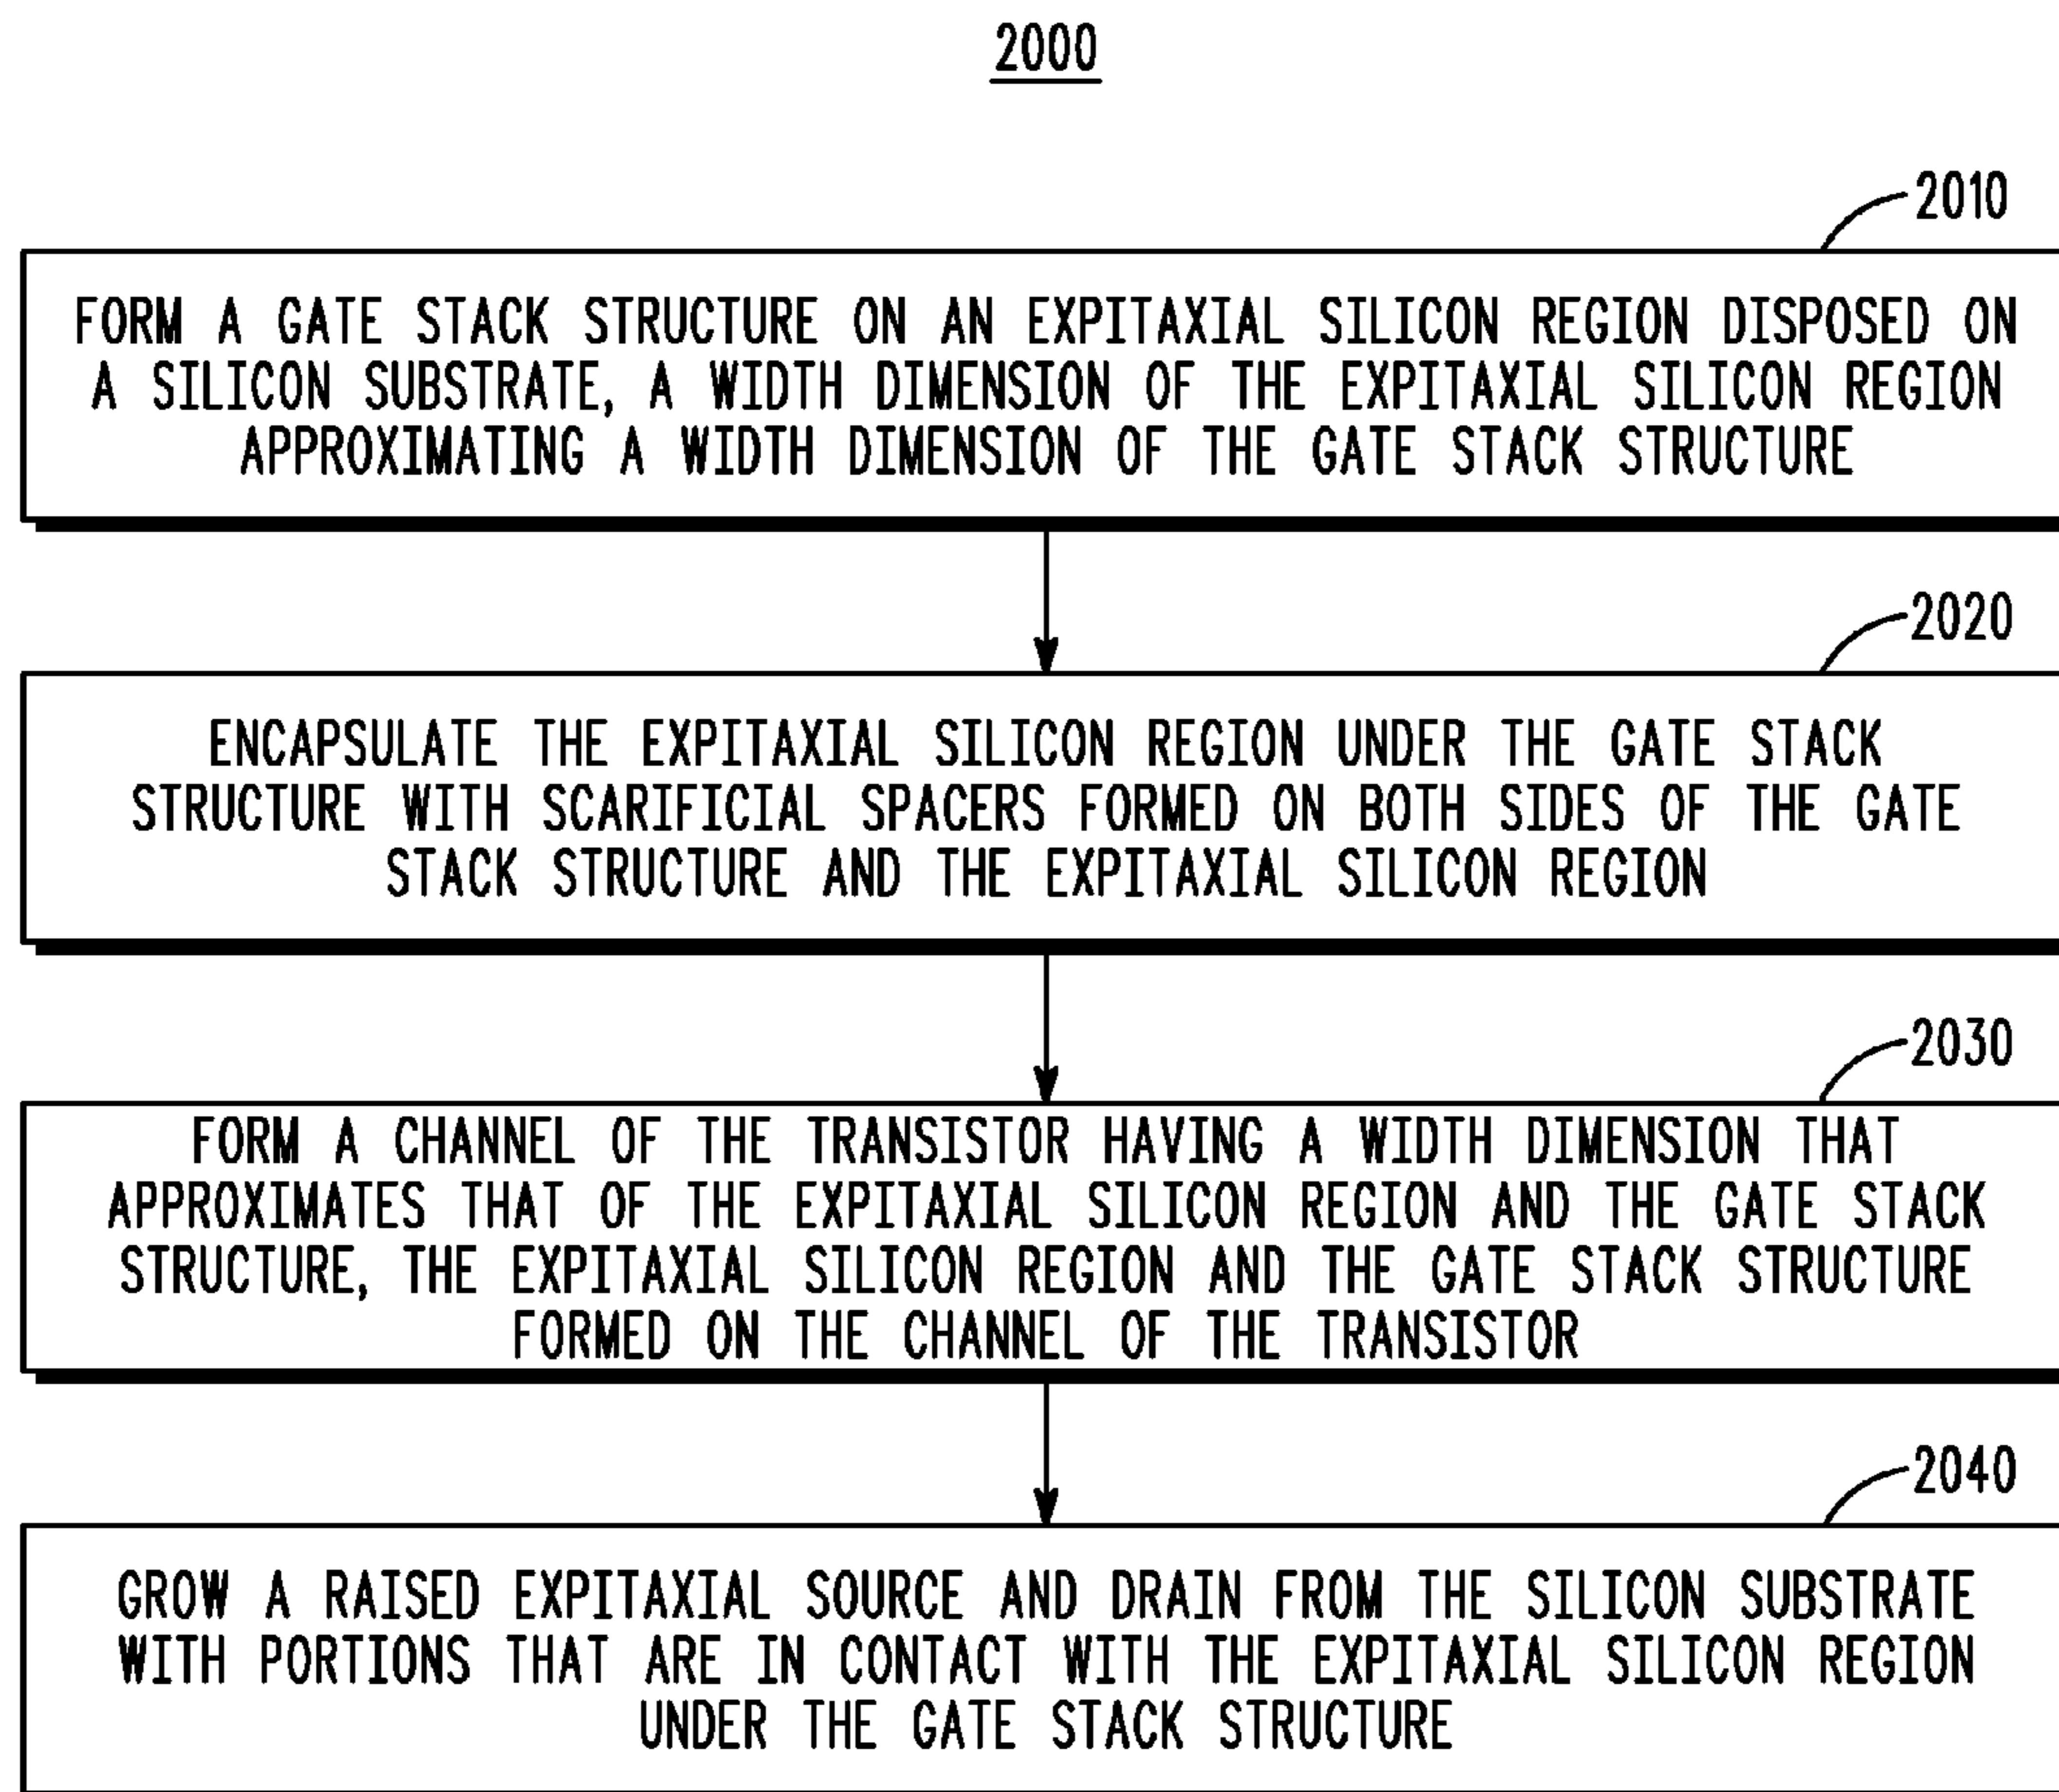 2000
2010
FORM A GATE STACK STRUCTURE ON AN EXPITAXIAL SILICON REGION DISPOSED ON
A SILICON SUBSTRATE, A WIDTH DIMENSION OF THE EXPITAXIAL SILICON REGION
APPROXIMATING A WIDTH DIMENSION OF THE GATE STACK STRUCTURE
2020
ENCAPSULATE THE EXPITAXIAL SILICON REGION UNDER THE GATE STACK
STRUCTURE WITH SCARIFICIAL SPACERS FORMED ON BOTH SIDES OF THE GATE
STACK STRUCTURE AND THE EXPITAXIAL SILICON REGION
2030
FORM A CHANNEL OF THE TRANSISTOR HAVING A WIDTH DIMENSION THAT
APPROXIMATES THAT OF THE EXPITAXIAL SILICON REGION AND THE GATE STACK
STRUCTURE, THE EXPITAXIAL SILICON REGION AND THE GATE STACK STRUCTURE
FORMED ON THE CHANNEL OF THE TRANSISTOR
2040
GROW A RAISED EXPITAXIAL SOURCE AND DRAIN FROM THE SILICON SUBSTRATE
WITH PORTIONS THAT ARE IN CONTACT WITH THE EXPITAXIAL SILICON REGION
UNDER THE GATE STACK STRUCTURE